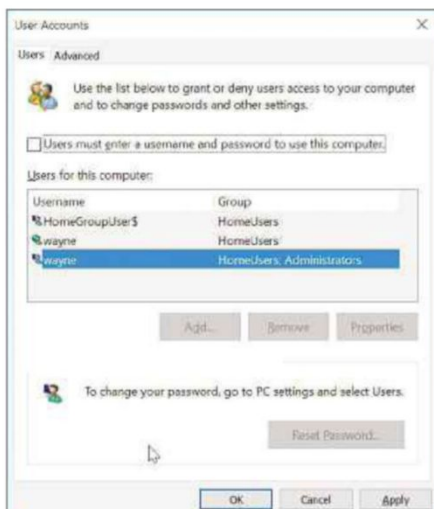 User Accounts
Users Advanced
Use the list below to grant or deny users access to your computer
and to change passwords and other settings.
Users must enter a username and password to use this computer.
Users for this computer:
Username Group
HomeGroupUser$ HomeUsers
wayne HomeUsers
wayne HomeUsers; Administrators
Add... Remove Properties
To change your password, go to PC settings and select Users.
Reset Password...
OK Cancel Apply